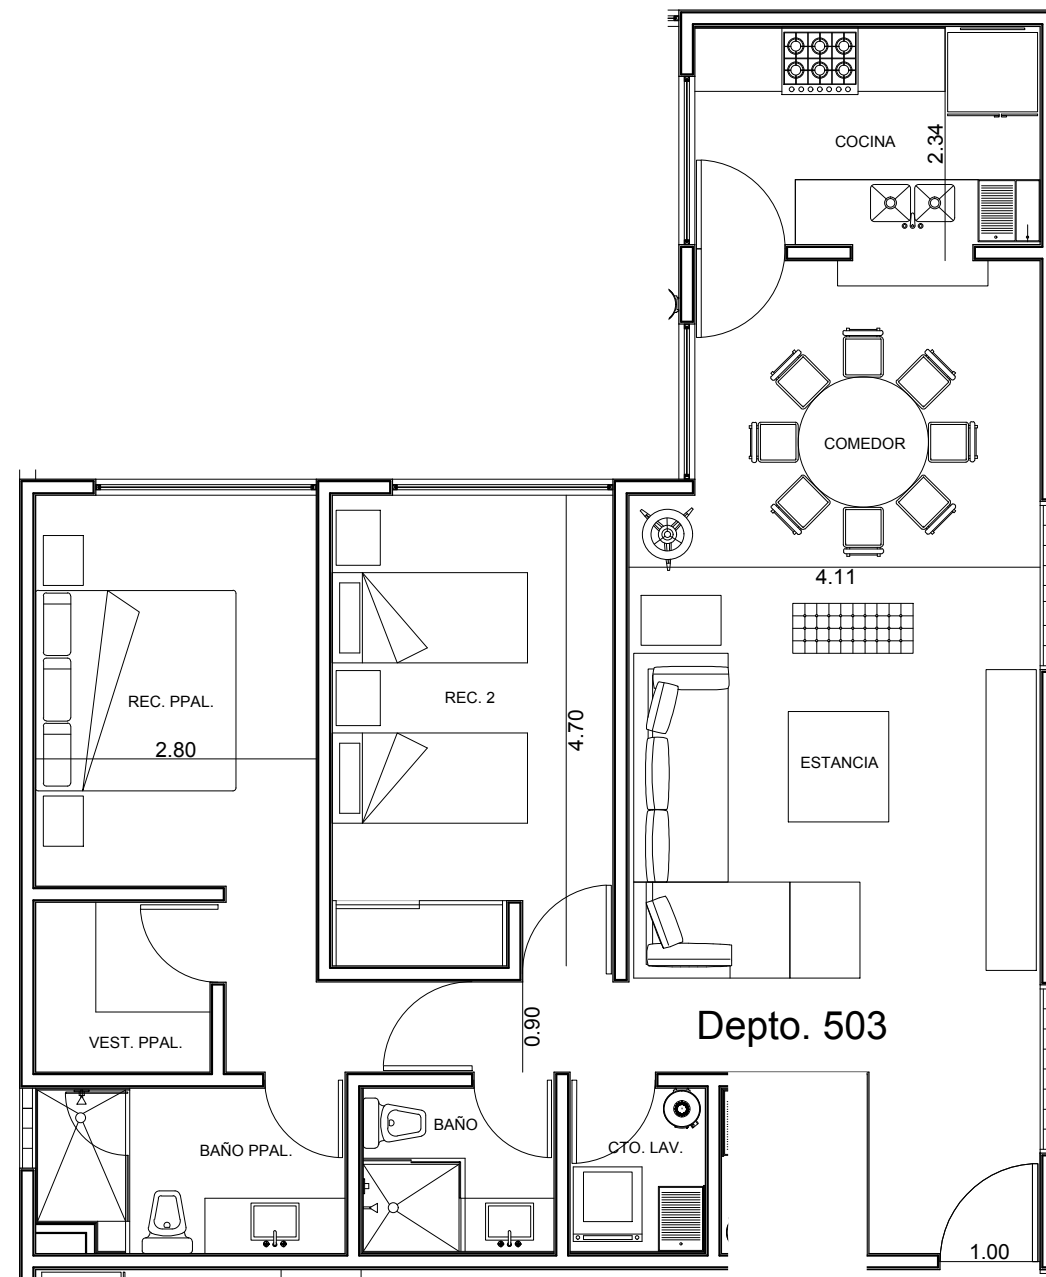 COCINA
2.34
COMEDOR
4.11
REC. PPAL.
2.80
REC. 2
4.70
ESTANCIA
Depto. 503
0.90
VEST. PPAL.
BAÑO PPAL.
BAÑO
CTO. LAV.
1.00